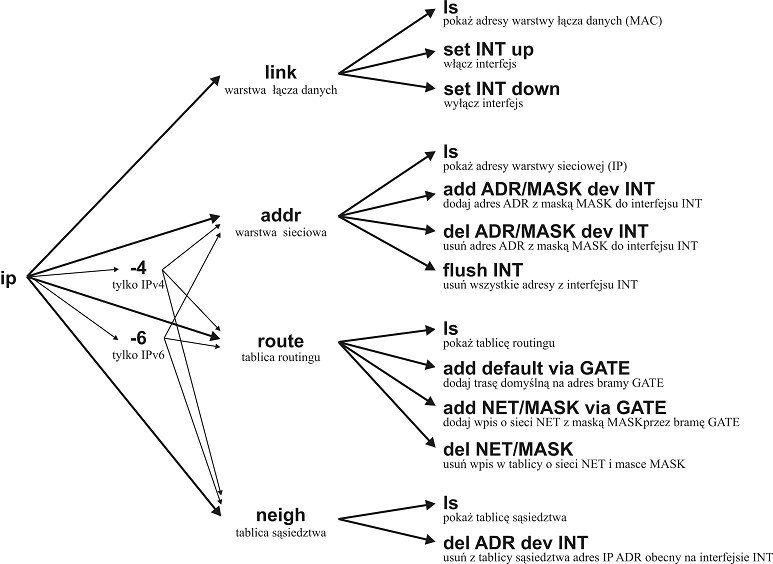 ip
-4
tylko IPv4
-6
tylko IPv6
link
warstwa łącza danych
ls
pokaż adresy warstwy łącza danych (MAC)
set INT up
włącz interfejs
set INT down
wyłącz interfejs
addr
warstwa sieciowa
ls
pokaż adresy warstwy sieciowej (IP)
add ADR/MASK dev INT
dodaj adres ADR z maską MASK do interfejsu INT
del ADR/MASK dev INT
usuń adres ADR z maską MASK do interfejsu INT
flush INT
usuń wszystkie adresy z interfejsu INT
route
tablica routingu
ls
pokaż tablicę routingu
add default via GATE
dodaj trasę domyślną na adres bramy GATE
add NET/MASK via GATE
dodaj wpis o sieci NET z maską MASKprzez bramę GATE
del NET/MASK
usuń wpis w tablicy o sieci NET i masce MASK
neigh
tablica sąsiedztwa
ls
pokaż tablicę sąsiedztwa
del ADR dev INT
usuń z tablicy sąsiedztwa adres IP ADR obecny na interfejsie INT